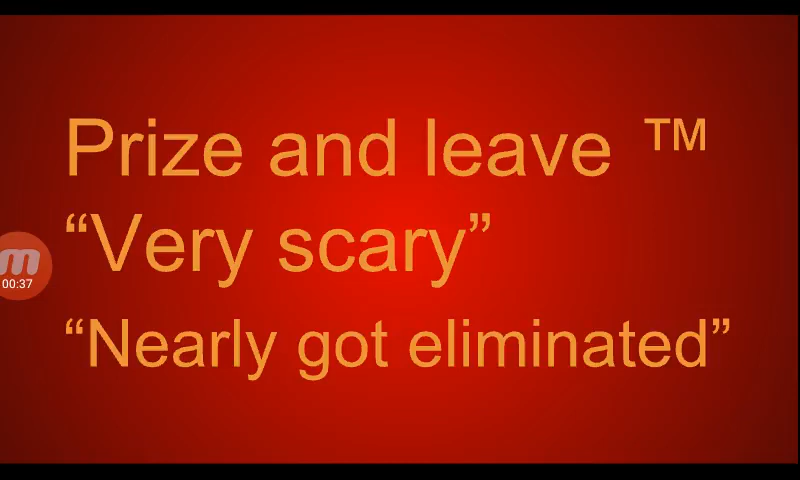 Prize and leave ™
“Very scary”
“Nearly got eliminated”
m
00:37